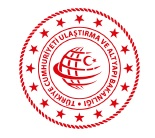 TÜRKİYE CUMHURİYETİ ULAŞTIRMA VE ALTYAPI BAKANLIĞI